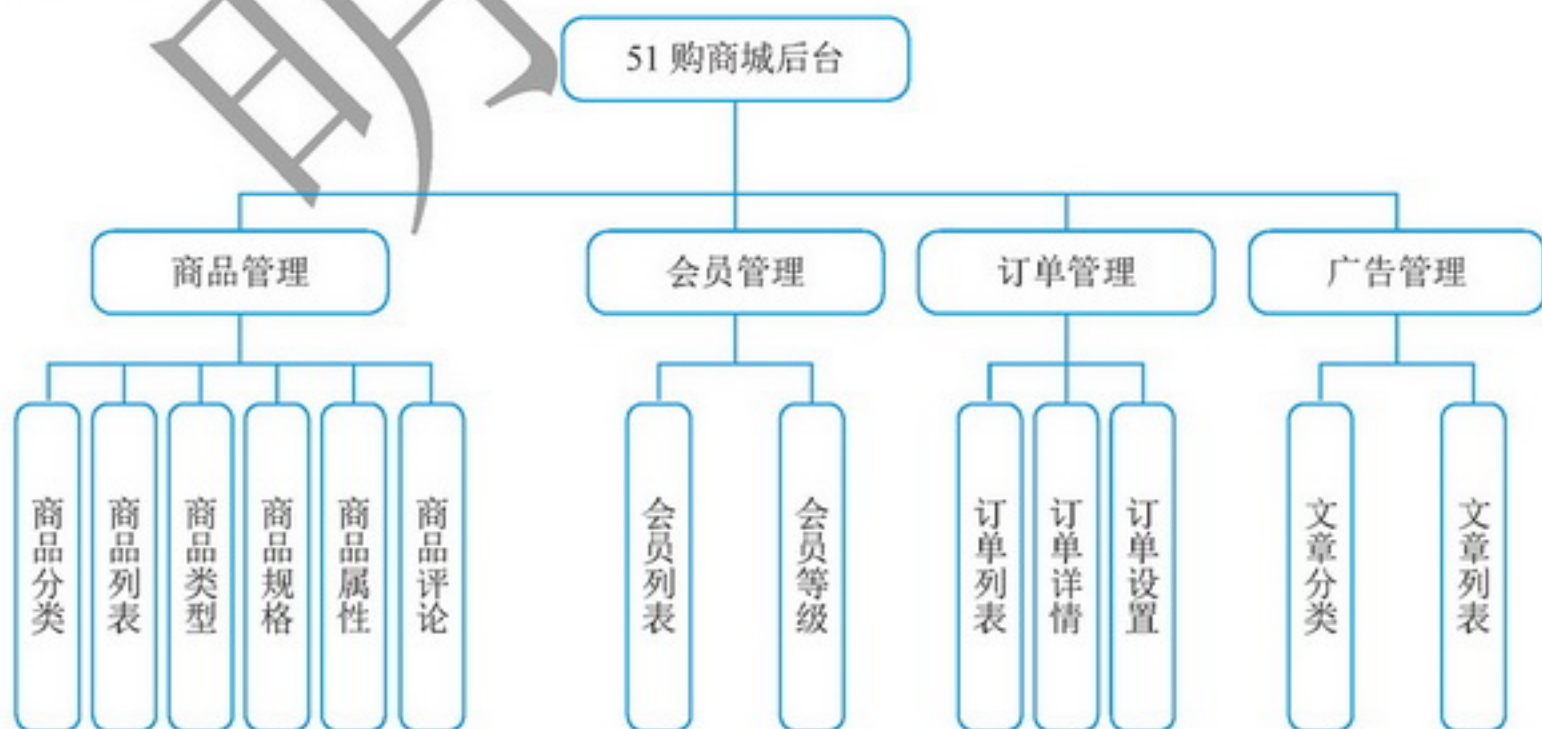 51 购商城后台
商品管理
会员管理
订单管理
广告管理
商品分类
商品列表
商品类型
商品规格
商品属性
商品评论
会员列表
会员等级
订单列表
订单详情
订单设置
文章分类
文章列表